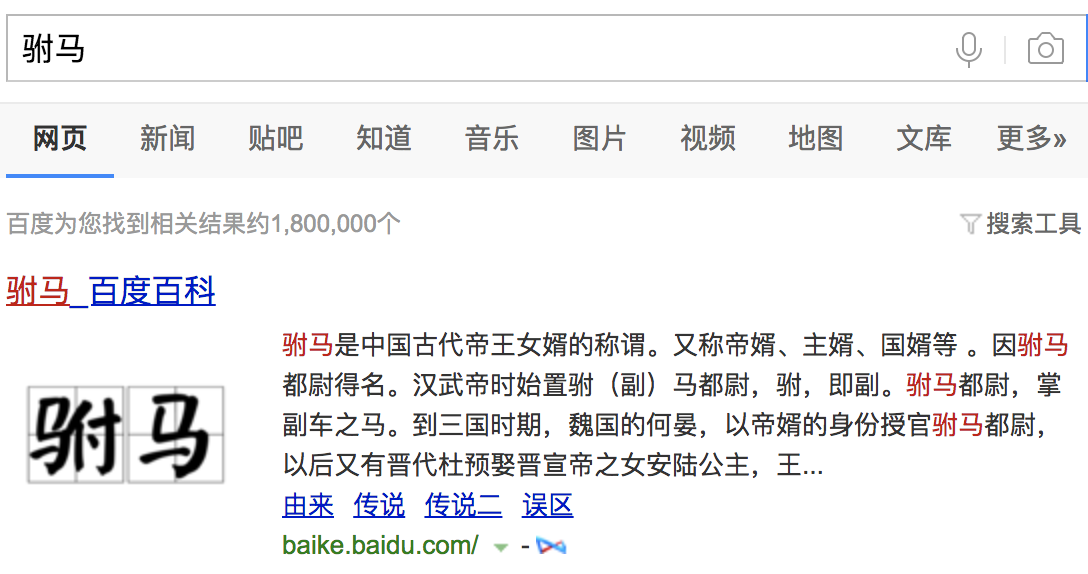 驸马
网页 新闻 贴吧 知道 音乐 图片 视频 地图 文库 更多»
百度为您找到相关结果约1,800,000个 搜索工具
驸马_百度百科
驸马
驸马是中国古代帝王女婿的称谓。又称帝婿、主婿、国婿等 。因驸马
都尉得名。汉武帝时始置驸（副）马都尉，驸，即副。驸马都尉，掌
副车之马。到三国时期，魏国的何晏，以帝婿的身份授官驸马都尉，
以后又有晋代杜预娶晋宣帝之女安陆公主，王...
由来 传说 传说二 误区
baike.baidu.com/ -